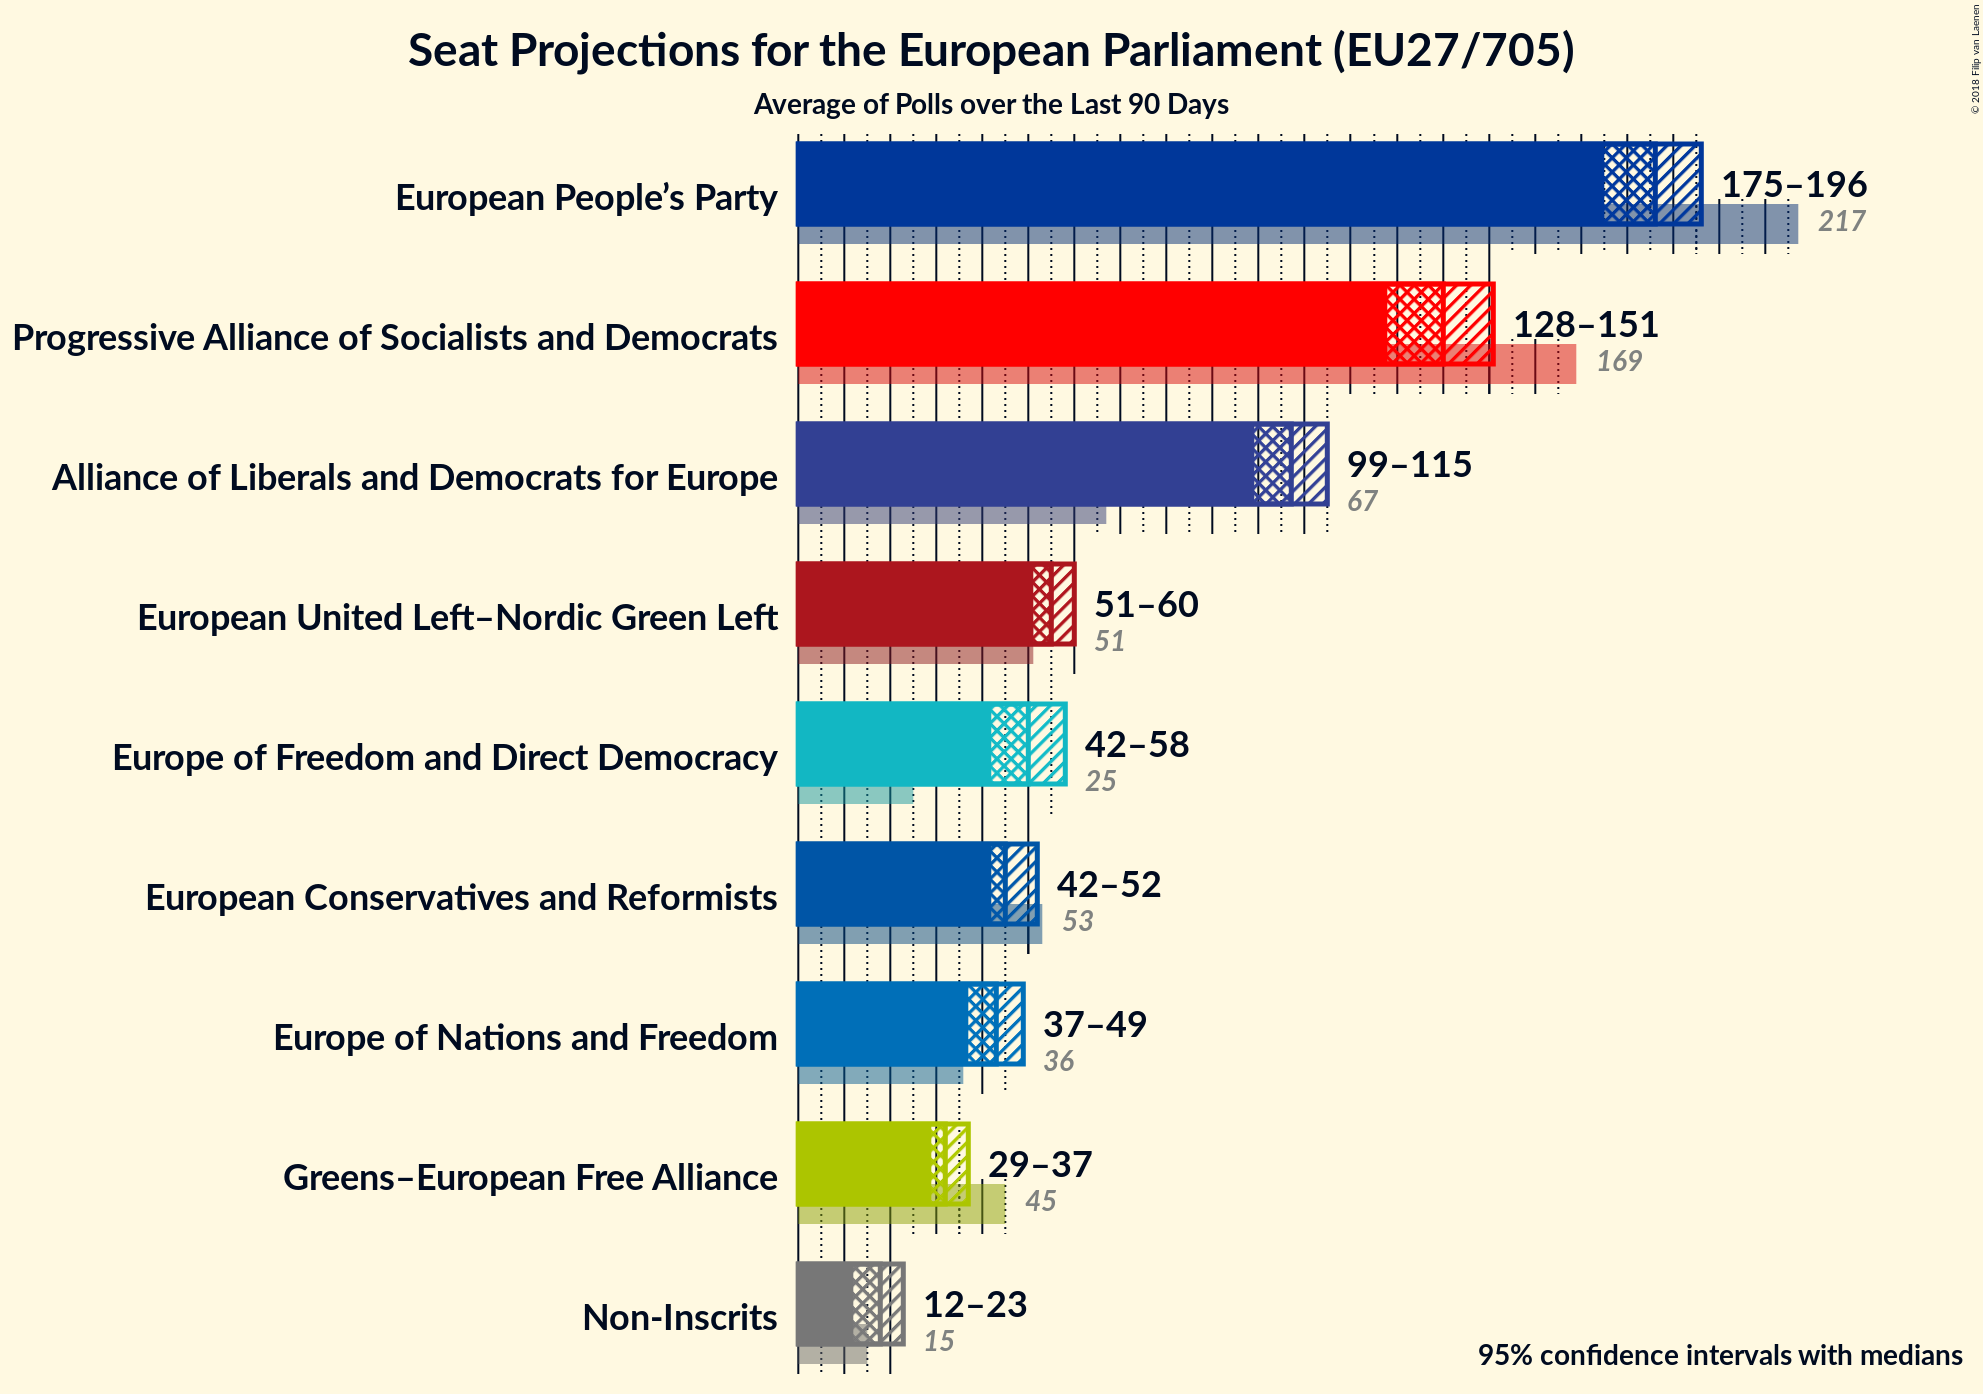 Seat Projections for the European Parliament (EU27/705)
Average of Polls over the Last 90 Days
© 2018 Filip van Laenen
European People’s Party
175–196
217
Progressive Alliance of Socialists and Democrats
128–151
169
Alliance of Liberals and Democrats for Europe
99–115
67
European United Left–Nordic Green Left
51–60
51
Europe of Freedom and Direct Democracy
42–58
25
European Conservatives and Reformists
42–52
53
Europe of Nations and Freedom
37–49
36
Greens–European Free Alliance
29–37
45
Non-Inscrits
12–23
15
95% confidence intervals with medians